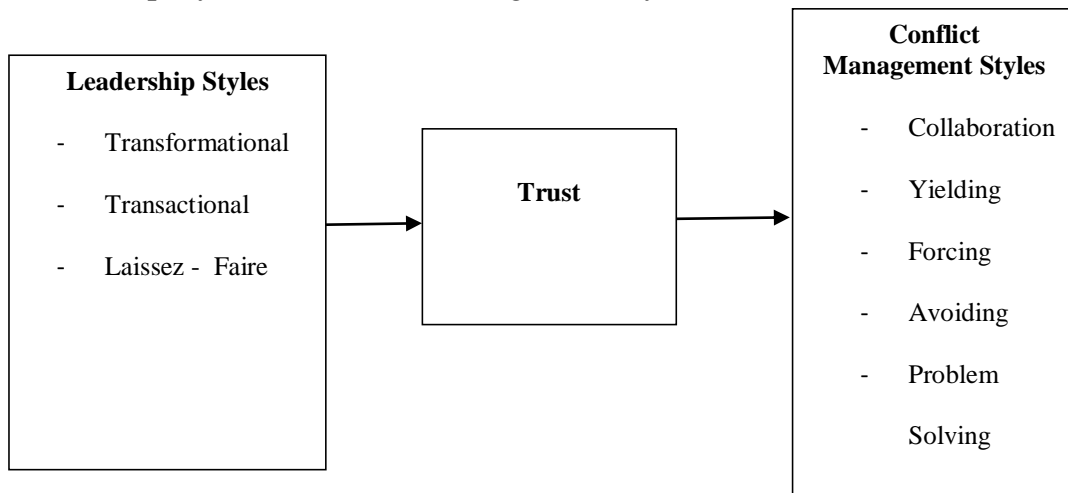 Leadership Styles
- Transformational
- Transactional
- Laissez - Faire
Trust
Conflict
Management Styles
- Collaboration
- Yielding
- Forcing
- Avoiding
- Problem
Solving